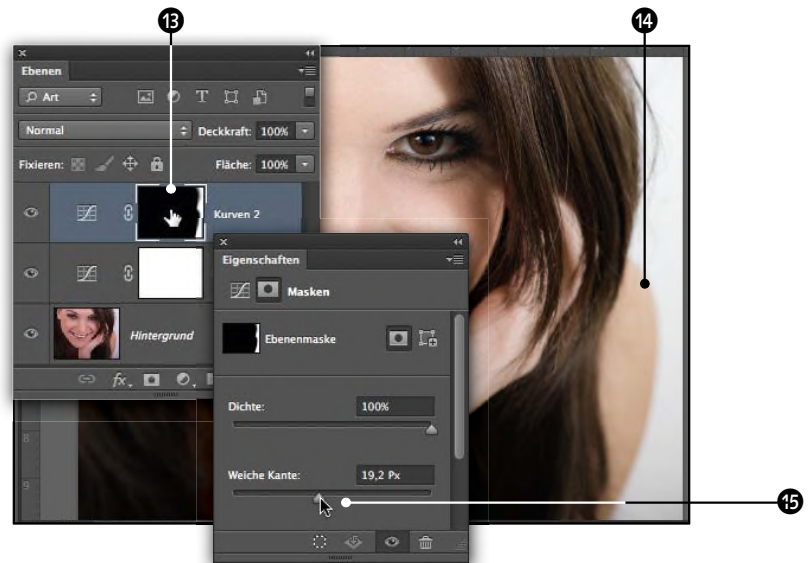 13
14
Ebenen
Art
T
Normal
Deckkraft: 100%
Fixieren:
Fläche: 100%
Kurven 2
Eigenschaften
Masken
Hintergrund
Ebenenmaske
fx
Dichte: 100%
8
Weiche Kante: 19,2 Px
9
15